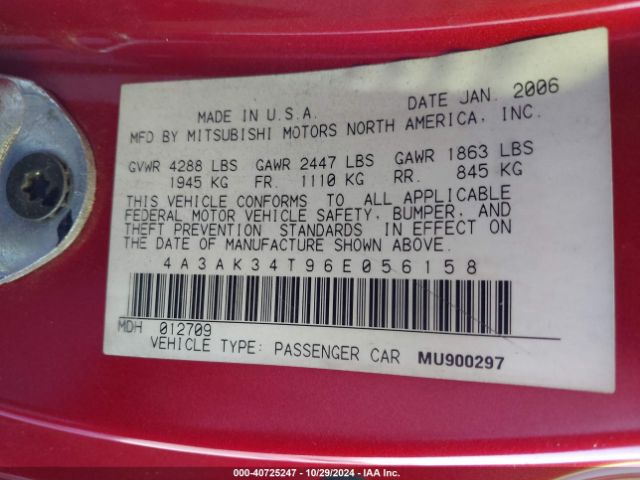 MADE IN U.S.A. DATE JAN. 2006
MFD BY MITSUBISHI MOTORS NORTH AMERICA, INC.
GVWR 4288 LBS GAWR 2447 LBS GAWR 1863 LBS
1945 KG FR. 1110 KG RR. 845 KG
THIS VEHICLE CONFORMS TO ALL APPLICABLE
FEDERAL MOTOR VEHICLE SAFETY, BUMPER, AND
THEFT PREVENTION STANDARDS IN EFFECT ON
THE DATE OF MANUFACTURE SHOWN ABOVE.
4A3AK34T96E056158
MDH 012709
VEHICLE TYPE: PASSENGER CAR MU900297
000-40725247 - 10/29/2024 - IAA Inc.